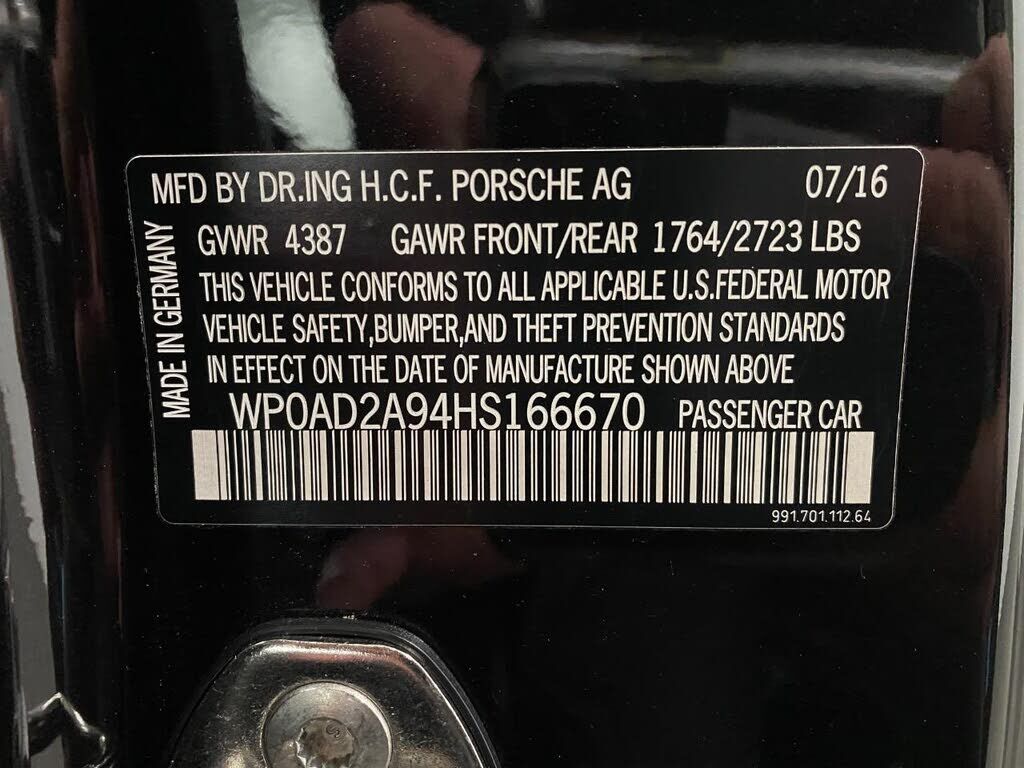 MFD BY DR.ING H.C.F. PORSCHE AG 07/16
GVWR 4387 GAWR FRONT/REAR 1764/2723 LBS
THIS VEHICLE CONFORMS TO ALL APPLICABLE U.S.FEDERAL MOTOR
VEHICLE SAFETY,BUMPER,AND THEFT PREVENTION STANDARDS
IN EFFECT ON THE DATE OF MANUFACTURE SHOWN ABOVE
WP0AD2A94HS166670 PASSENGER CAR
991.701.112.64
MADE IN GERMANY